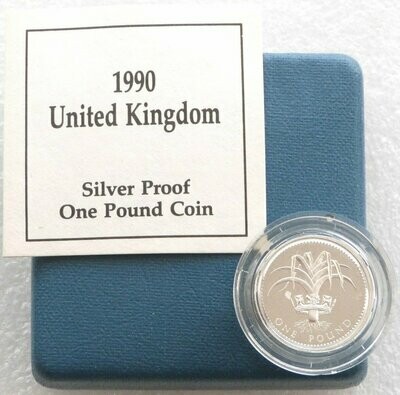 1990
United Kingdom
Silver Proof
One Pound Coin
ONE POUND